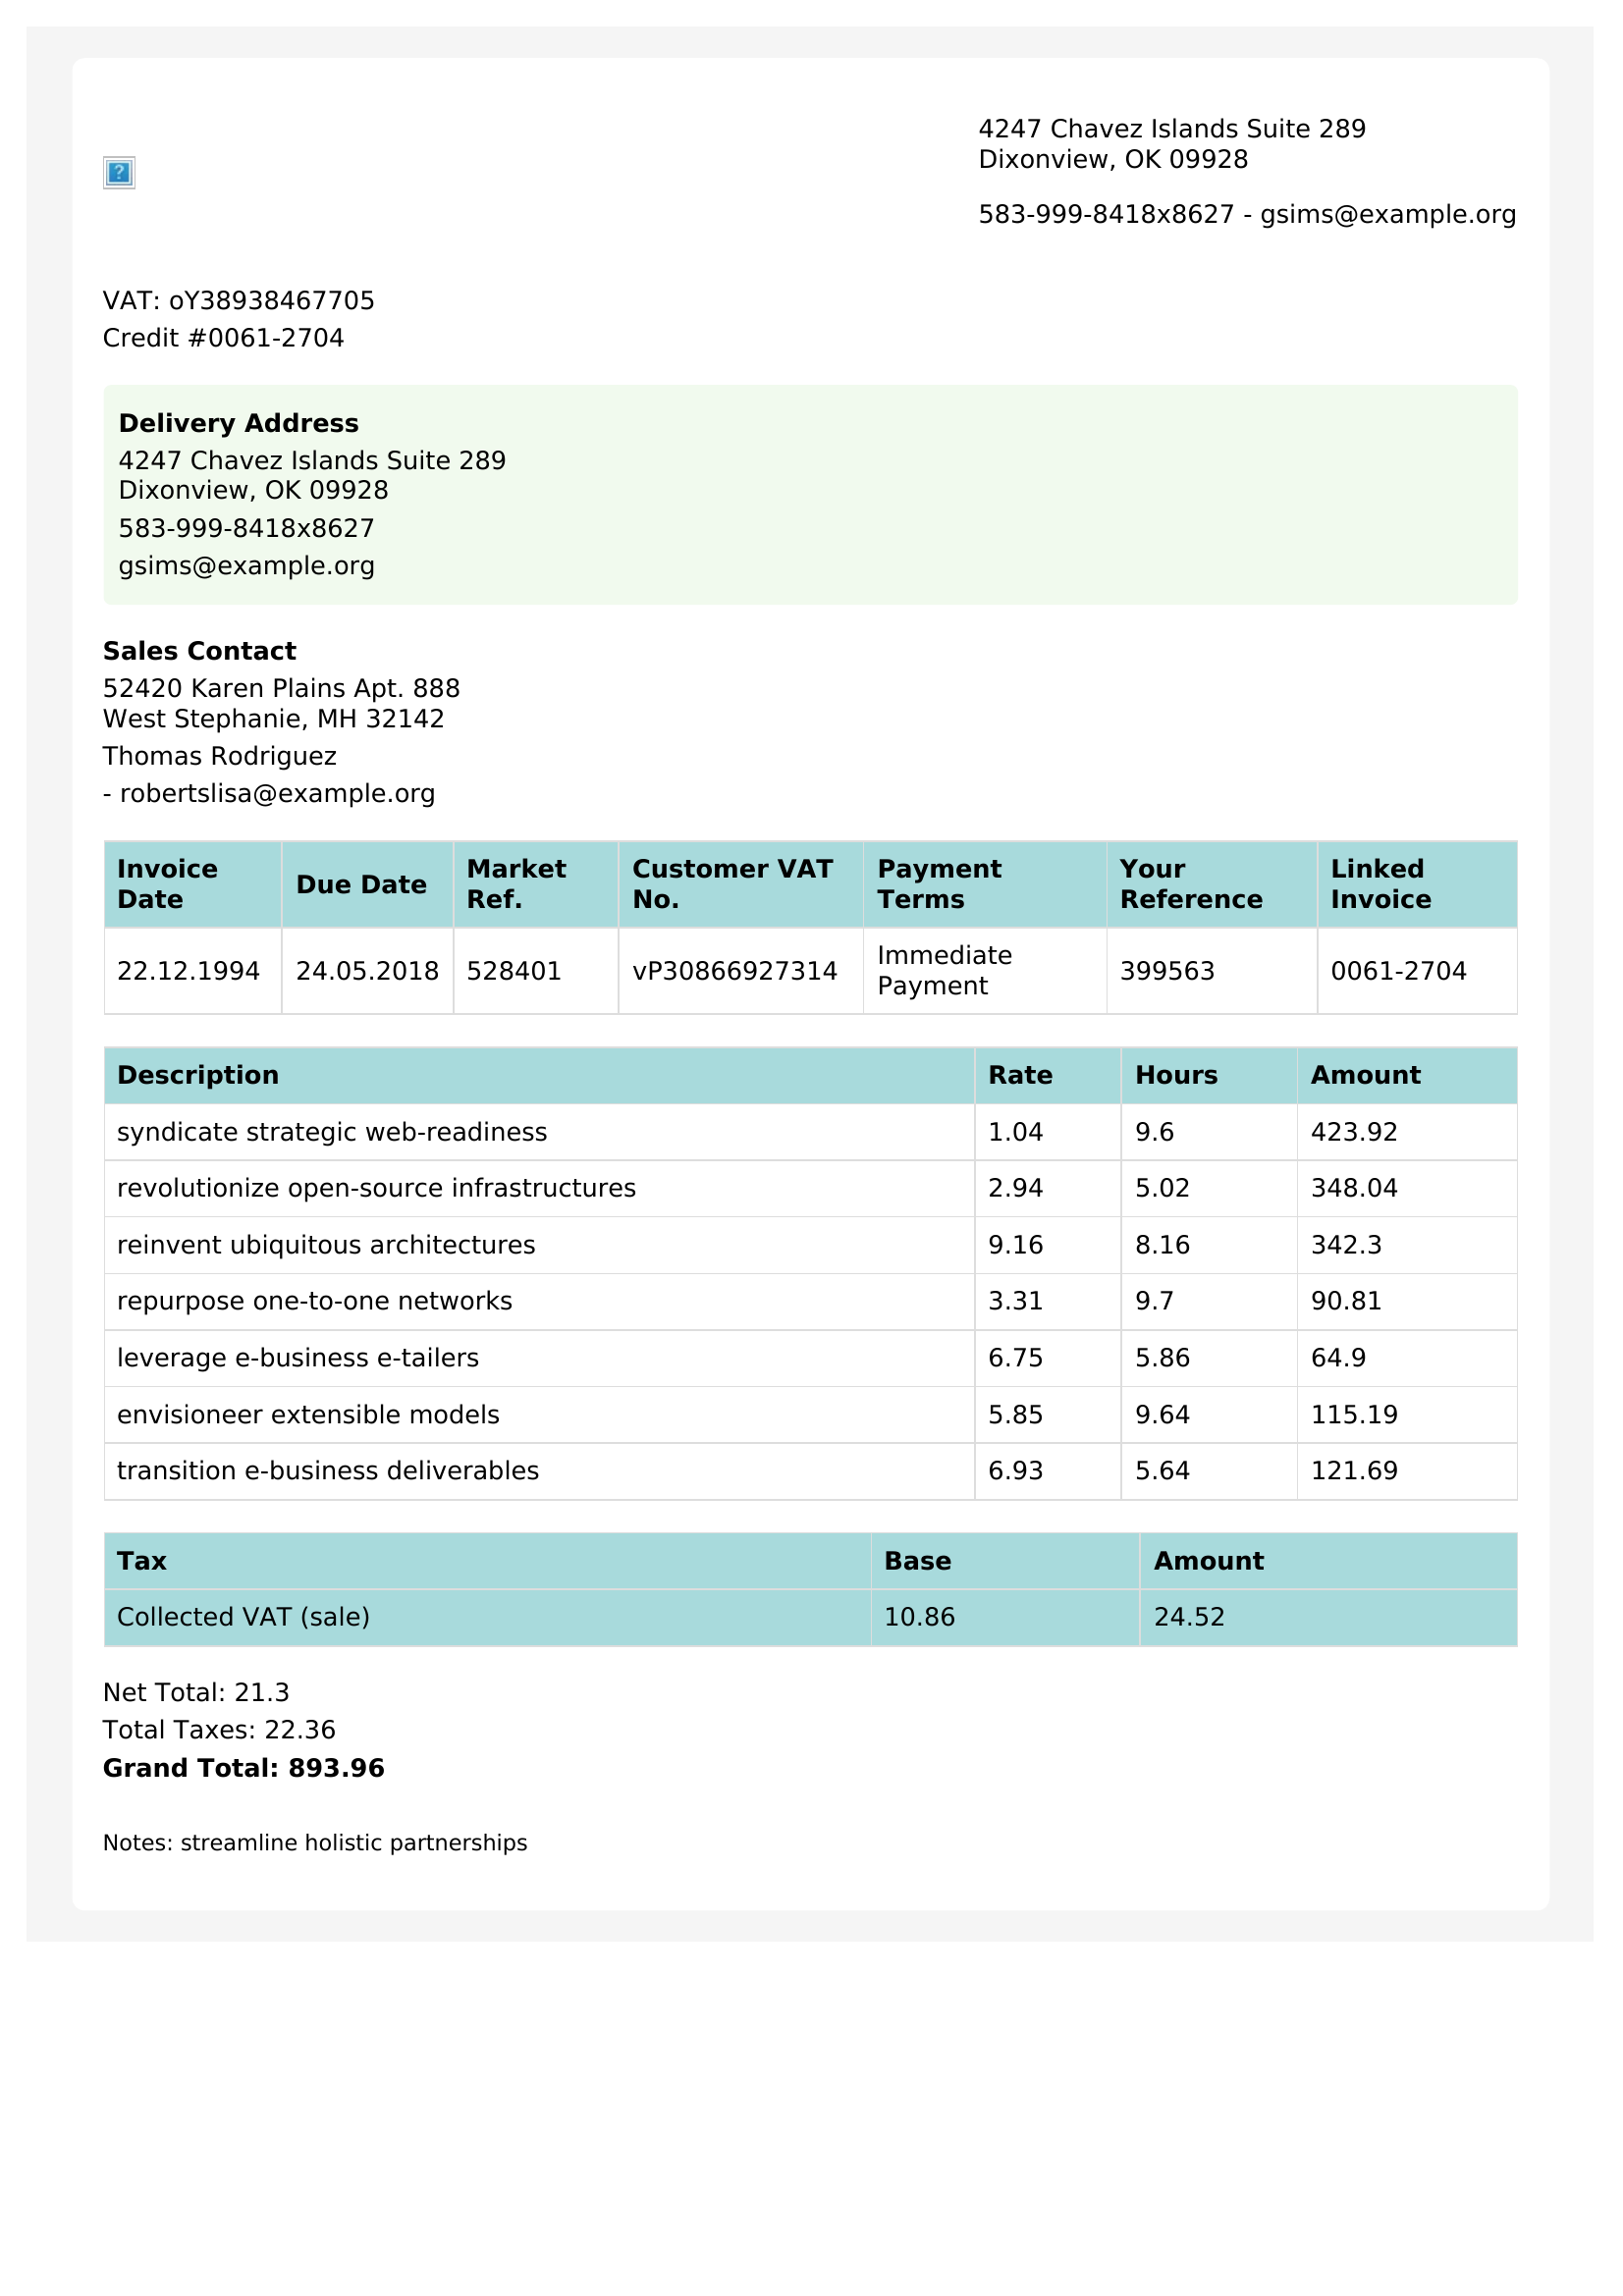 4247 Chavez Islands Suite 289
Dixonview, OK 09928
583-999-8418x8627 - gsims@example.org
VAT: oY38938467705
Credit #0061-2704
Delivery Address
4247 Chavez Islands Suite 289
Dixonview, OK 09928
583-999-8418x8627
gsims@example.org
Sales Contact
52420 Karen Plains Apt. 888
West Stephanie, MH 32142
Thomas Rodriguez
- robertslisa@example.org
Invoice Date Due Date Market Ref. Customer VAT No. Payment Terms Your Reference Linked Invoice
22.12.1994 24.05.2018 528401 vP30866927314 Immediate Payment 399563 0061-2704
Description Rate Hours Amount
syndicate strategic web-readiness 1.04 9.6 423.92
revolutionize open-source infrastructures 2.94 5.02 348.04
reinvent ubiquitous architectures 9.16 8.16 342.3
repurpose one-to-one networks 3.31 9.7 90.81
leverage e-business e-tailers 6.75 5.86 64.9
envisioneer extensible models 5.85 9.64 115.19
transition e-business deliverables 6.93 5.64 121.69
Tax Base Amount
Collected VAT (sale) 10.86 24.52
Net Total: 21.3
Total Taxes: 22.36
Grand Total: 893.96
Notes: streamline holistic partnerships